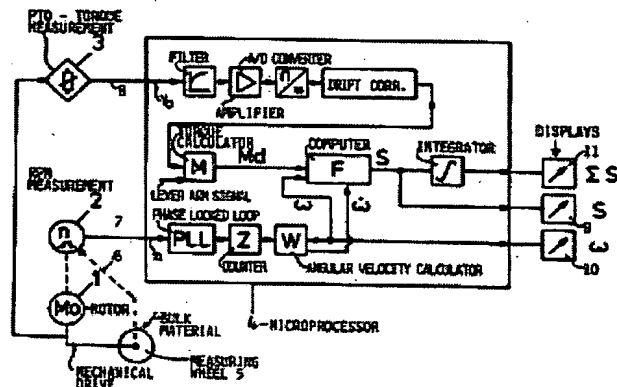 PTO - TORQUE
MEASUREMENT
3
8
FILTER
A/D CONVERTER
AMPLIFIER
DRIFT CORR.
TORQUE
CALCULATOR
M
Md
LEVER ARM SIGNAL
COMPUTER
F
S
INTEGRATOR
∫
DISPLAYS
11
Σ S
S
9
ω
10
ω
ω̇
RPM
MEASUREMENT
2
n
7
PHASE LOCKED LOOP
PLL
Z
COUNTER
W
ANGULAR VELOCITY CALCULATOR
6
1
Mo
MOTOR
BULK
MATERIAL
4-MICROPROCESSOR
MECHANICAL
DRIVE
MEASURING
WHEEL 5